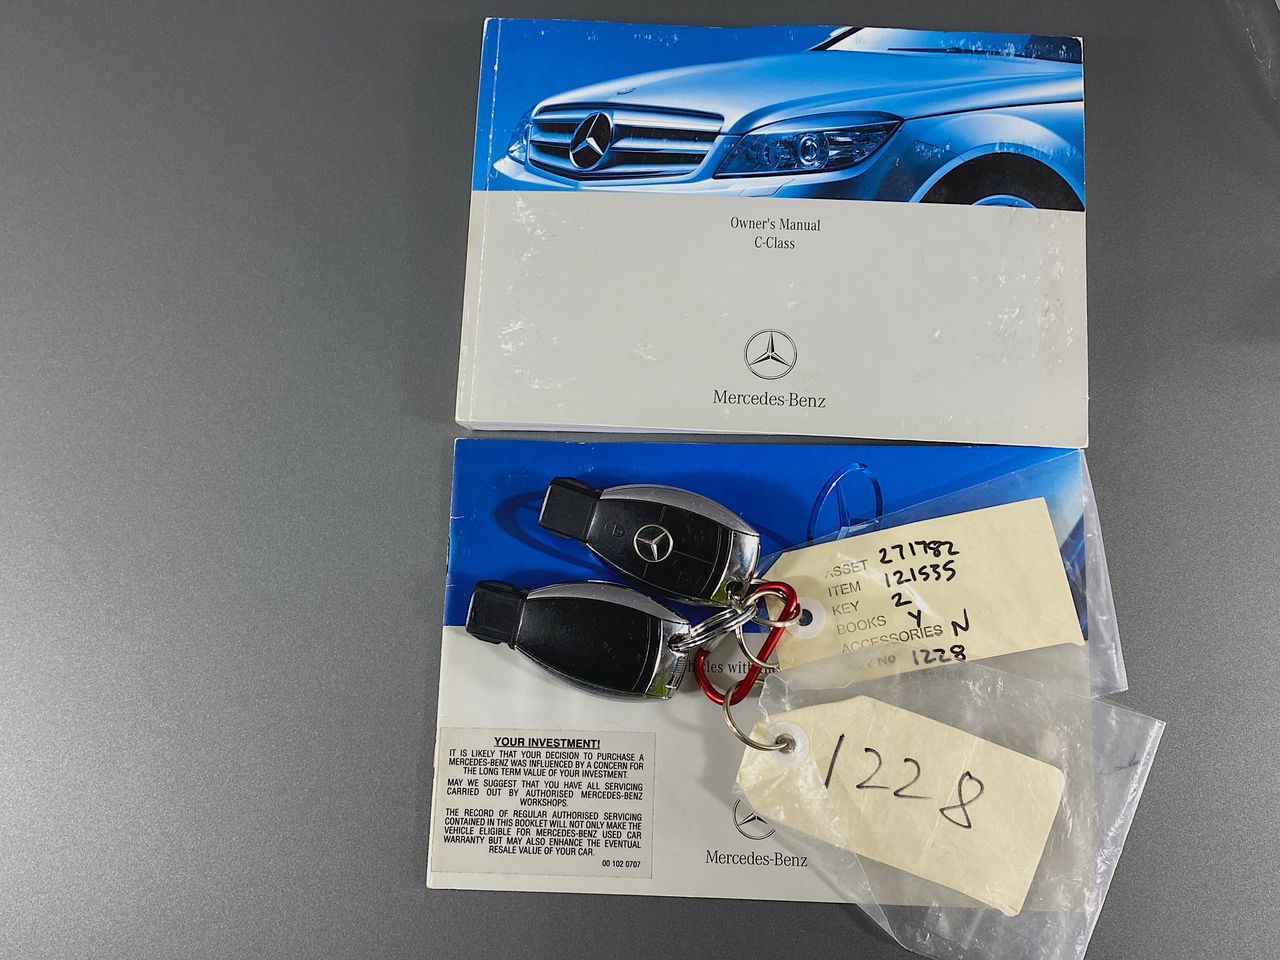 Owner's Manual
C-Class
Mercedes-Benz
ASSET 271782
ITEM 121535
KEY 2
BOOKS Y
ACCESSORIES N
No 1228
1228
YOUR INVESTMENT!
IT IS LIKELY THAT YOUR DECISION TO PURCHASE A
MERCEDES-BENZ WAS INFLUENCED BY A CONCERN FOR
THE LONG TERM VALUE OF YOUR INVESTMENT.
MAY WE SUGGEST THAT YOU HAVE ALL SERVICING
CARRIED OUT BY AUTHORISED MERCEDES-BENZ
WORKSHOPS.
THE RECORD OF REGULAR AUTHORISED SERVICING
CONTAINED IN THIS BOOKLET WILL NOT ONLY MAKE THE
VEHICLE ELIGIBLE FOR MERCEDES-BENZ USED CAR
WARRANTY BUT MAY ALSO ENHANCE THE EVENTUAL
RESALE VALUE OF YOUR CAR.
00 102 0707
Mercedes-Benz